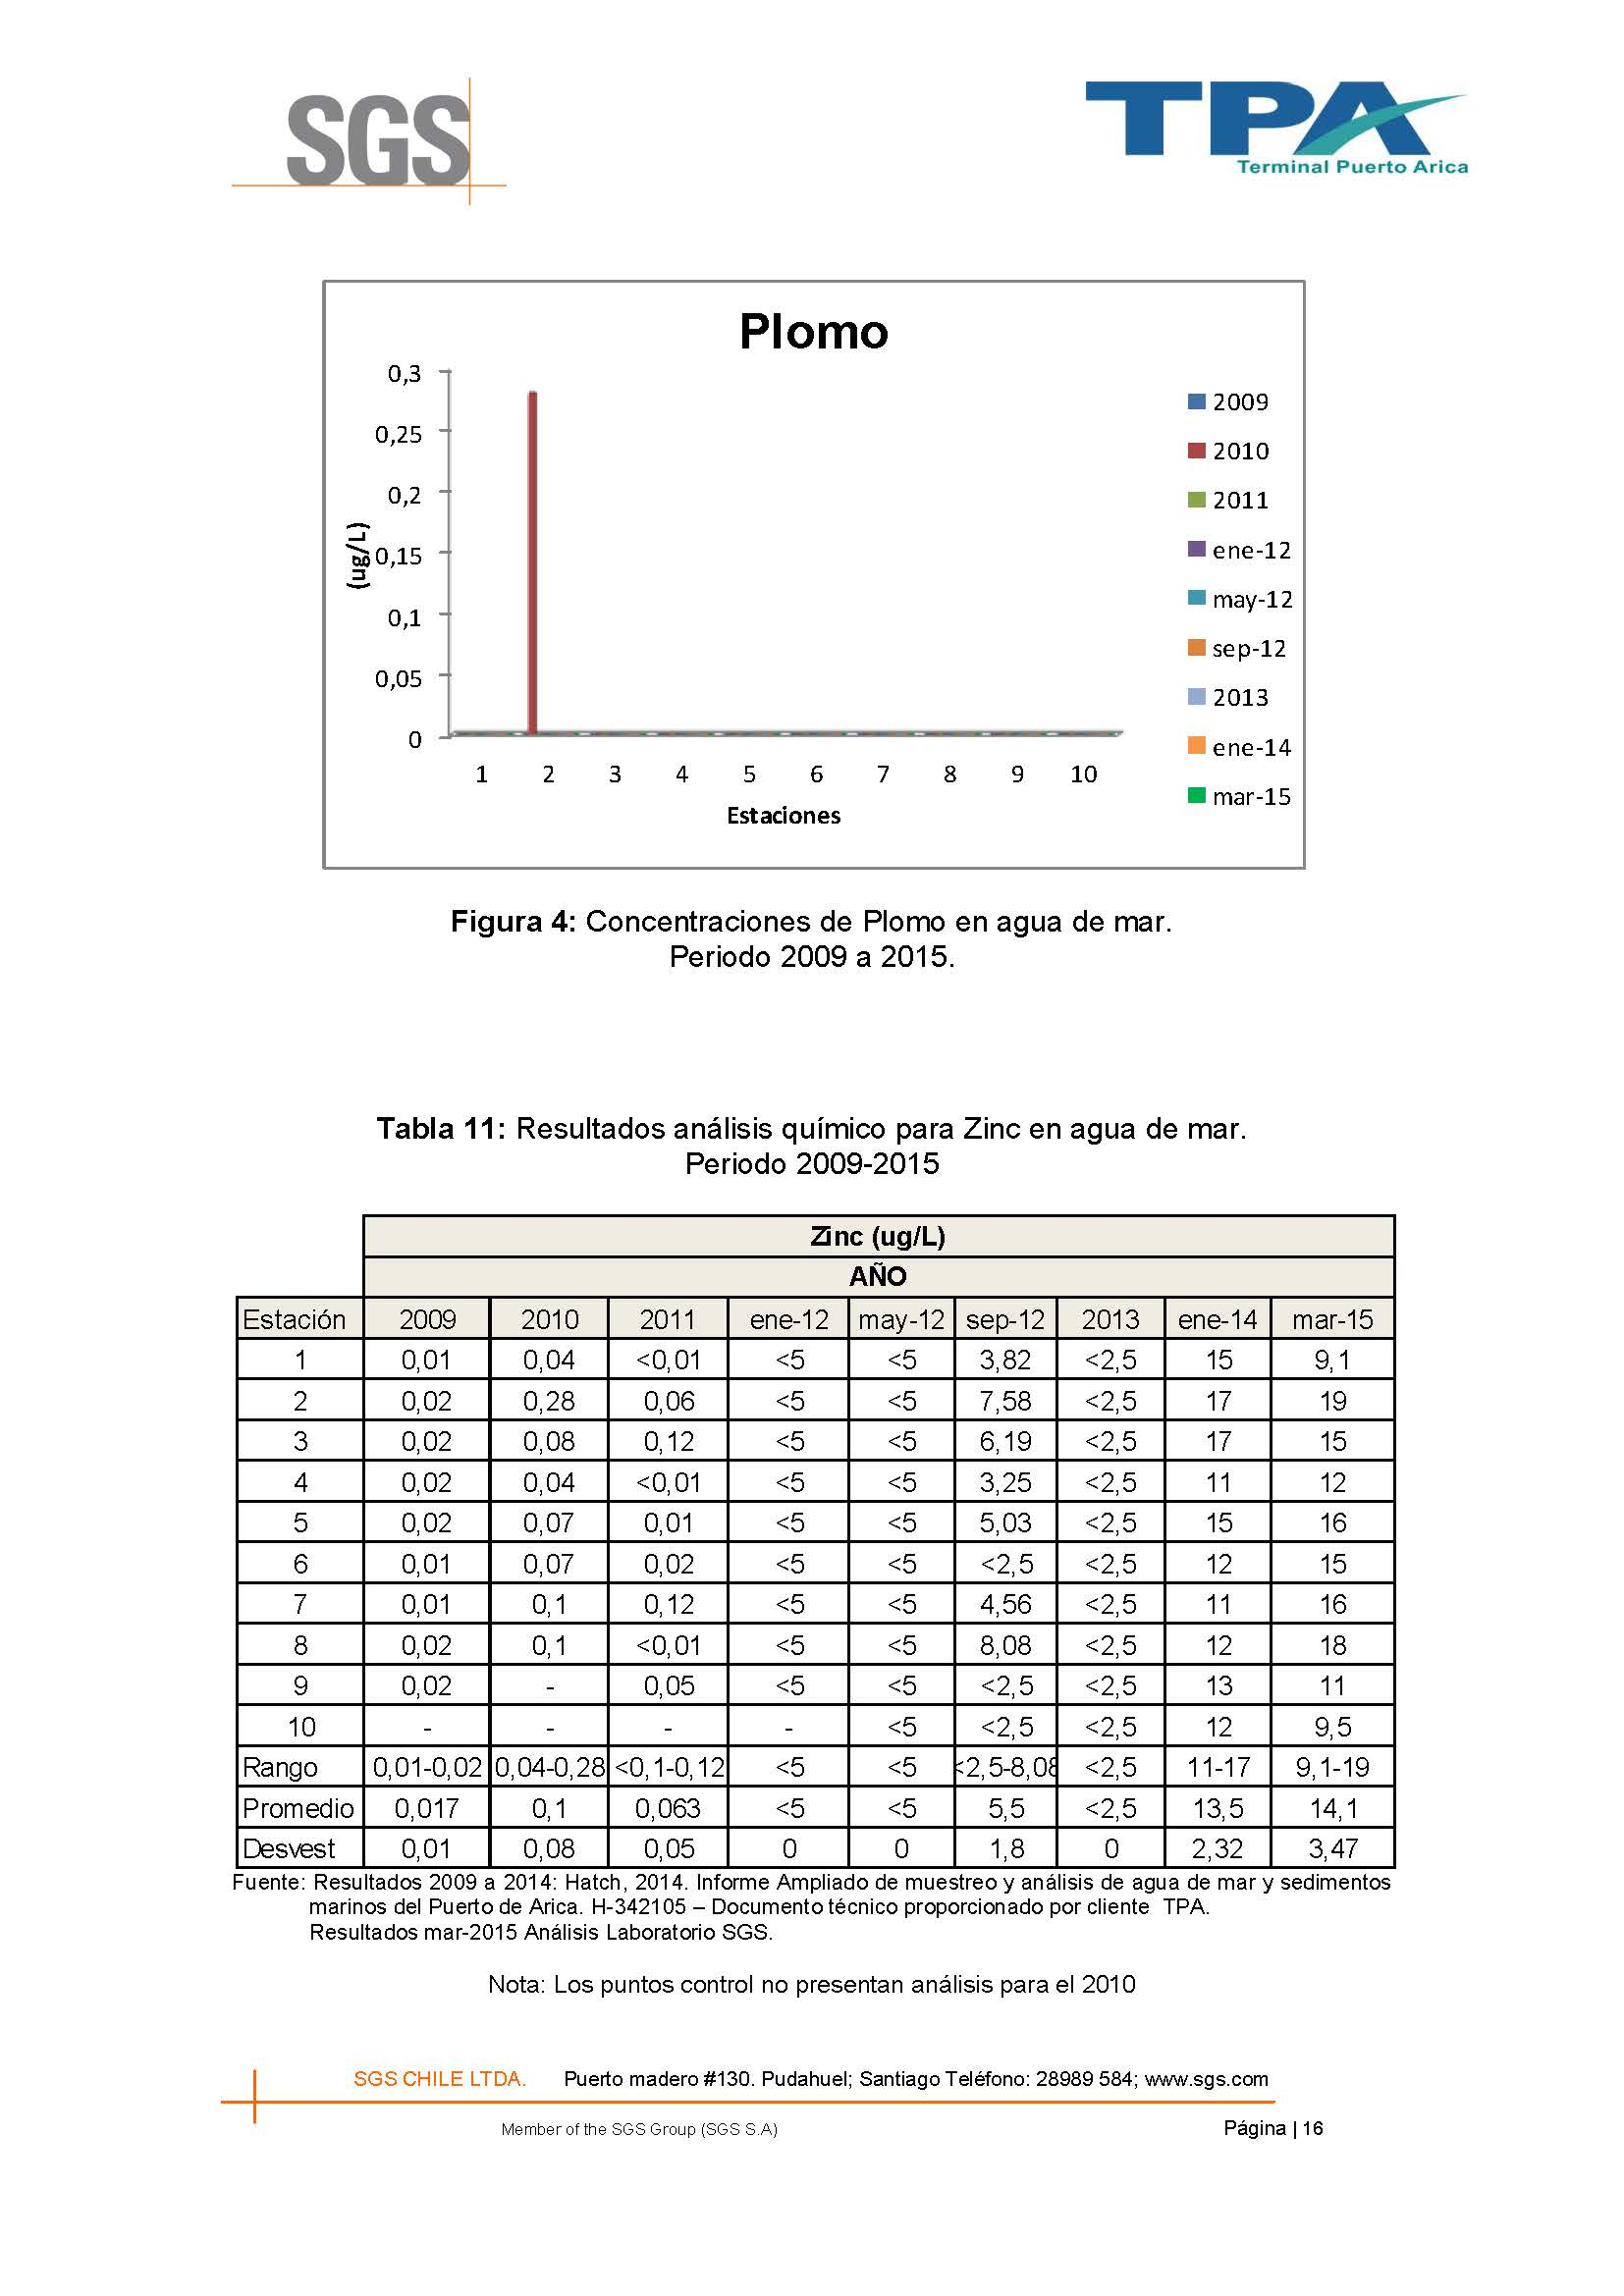 SGS
TPA
Terminal Puerto Arica
Plomo
0,3
0,25
0,2
0,15
0,1
0,05
0
(ug/L)
1 2 3 4 5 6 7 8 9 10
Estaciones
2009
2010
2011
ene-12
may-12
sep-12
2013
ene-14
mar-15
Figura 4: Concentraciones de Plomo en agua de mar.
Periodo 2009 a 2015.
Tabla 11: Resultados análisis químico para Zinc en agua de mar.
Periodo 2009-2015
Zinc (ug/L)
AÑO
Estación 2009 2010 2011 ene-12 may-12 sep-12 2013 ene-14 mar-15
1 0,01 0,04 <0,01 <5 <5 3,82 <2,5 15 9,1
2 0,02 0,28 0,06 <5 <5 7,58 <2,5 17 19
3 0,02 0,08 0,12 <5 <5 6,19 <2,5 17 15
4 0,02 0,04 <0,01 <5 <5 3,25 <2,5 11 12
5 0,02 0,07 0,01 <5 <5 5,03 <2,5 15 16
6 0,01 0,07 0,02 <5 <5 <2,5 <2,5 12 15
7 0,01 0,1 0,12 <5 <5 4,56 <2,5 11 16
8 0,02 0,1 <0,01 <5 <5 8,08 <2,5 12 18
9 0,02 - 0,05 <5 <5 <2,5 <2,5 13 11
10 - - - - <5 <2,5 <2,5 12 9,5
Rango 0,01-0,02 0,04-0,28 <0,1-0,12 <5 <5 <2,5-8,08 <2,5 11-17 9,1-19
Promedio 0,017 0,1 0,063 <5 <5 5,5 <2,5 13,5 14,1
Desvest 0,01 0,08 0,05 0 0 1,8 0 2,32 3,47
Fuente: Resultados 2009 a 2014: Hatch, 2014. Informe Ampliado de muestreo y análisis de agua de mar y sedimentos
marinos del Puerto de Arica. H-342105 – Documento técnico proporcionado por cliente TPA.
Resultados mar-2015 Análisis Laboratorio SGS.
Nota: Los puntos control no presentan análisis para el 2010
SGS CHILE LTDA. Puerto madero #130. Pudahuel; Santiago Teléfono: 28989 584; www.sgs.com
Member of the SGS Group (SGS S.A) Página | 16